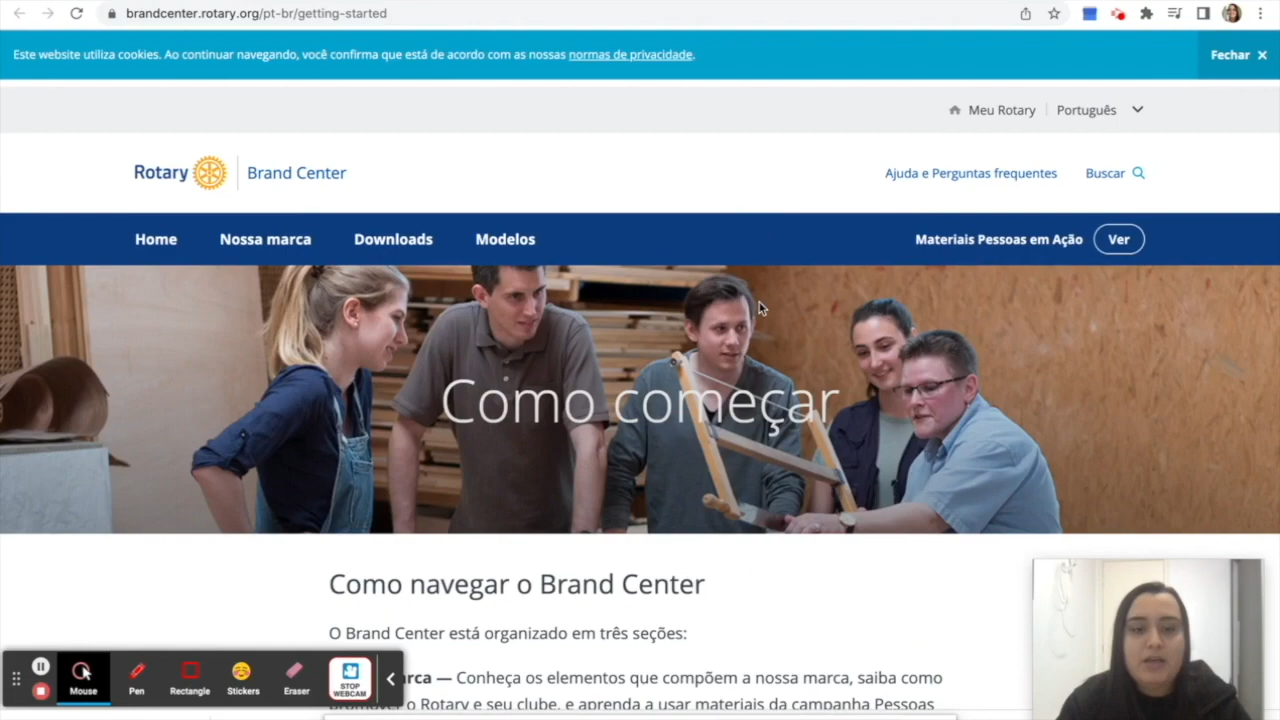 brandcenter.rotary.org/pt-br/getting-started
Este website utiliza cookies. Ao continuar navegando, você confirma que está de acordo com as nossas normas de privacidade.
Fechar
Meu Rotary
Português
Rotary
Brand Center
Ajuda e Perguntas frequentes
Buscar
Home
Nossa marca
Downloads
Modelos
Materiais Pessoas em Ação
Ver
Como começar
Como navegar o Brand Center
O Brand Center está organizado em três seções:
arca — Conheça os elementos que compõem a nossa marca, saiba como
promover o Rotary e seu clube, e aprenda a usar materiais da campanha Pessoas
Mouse
Pen
Rectangle
Stickers
Eraser
STOP
WEBCAM